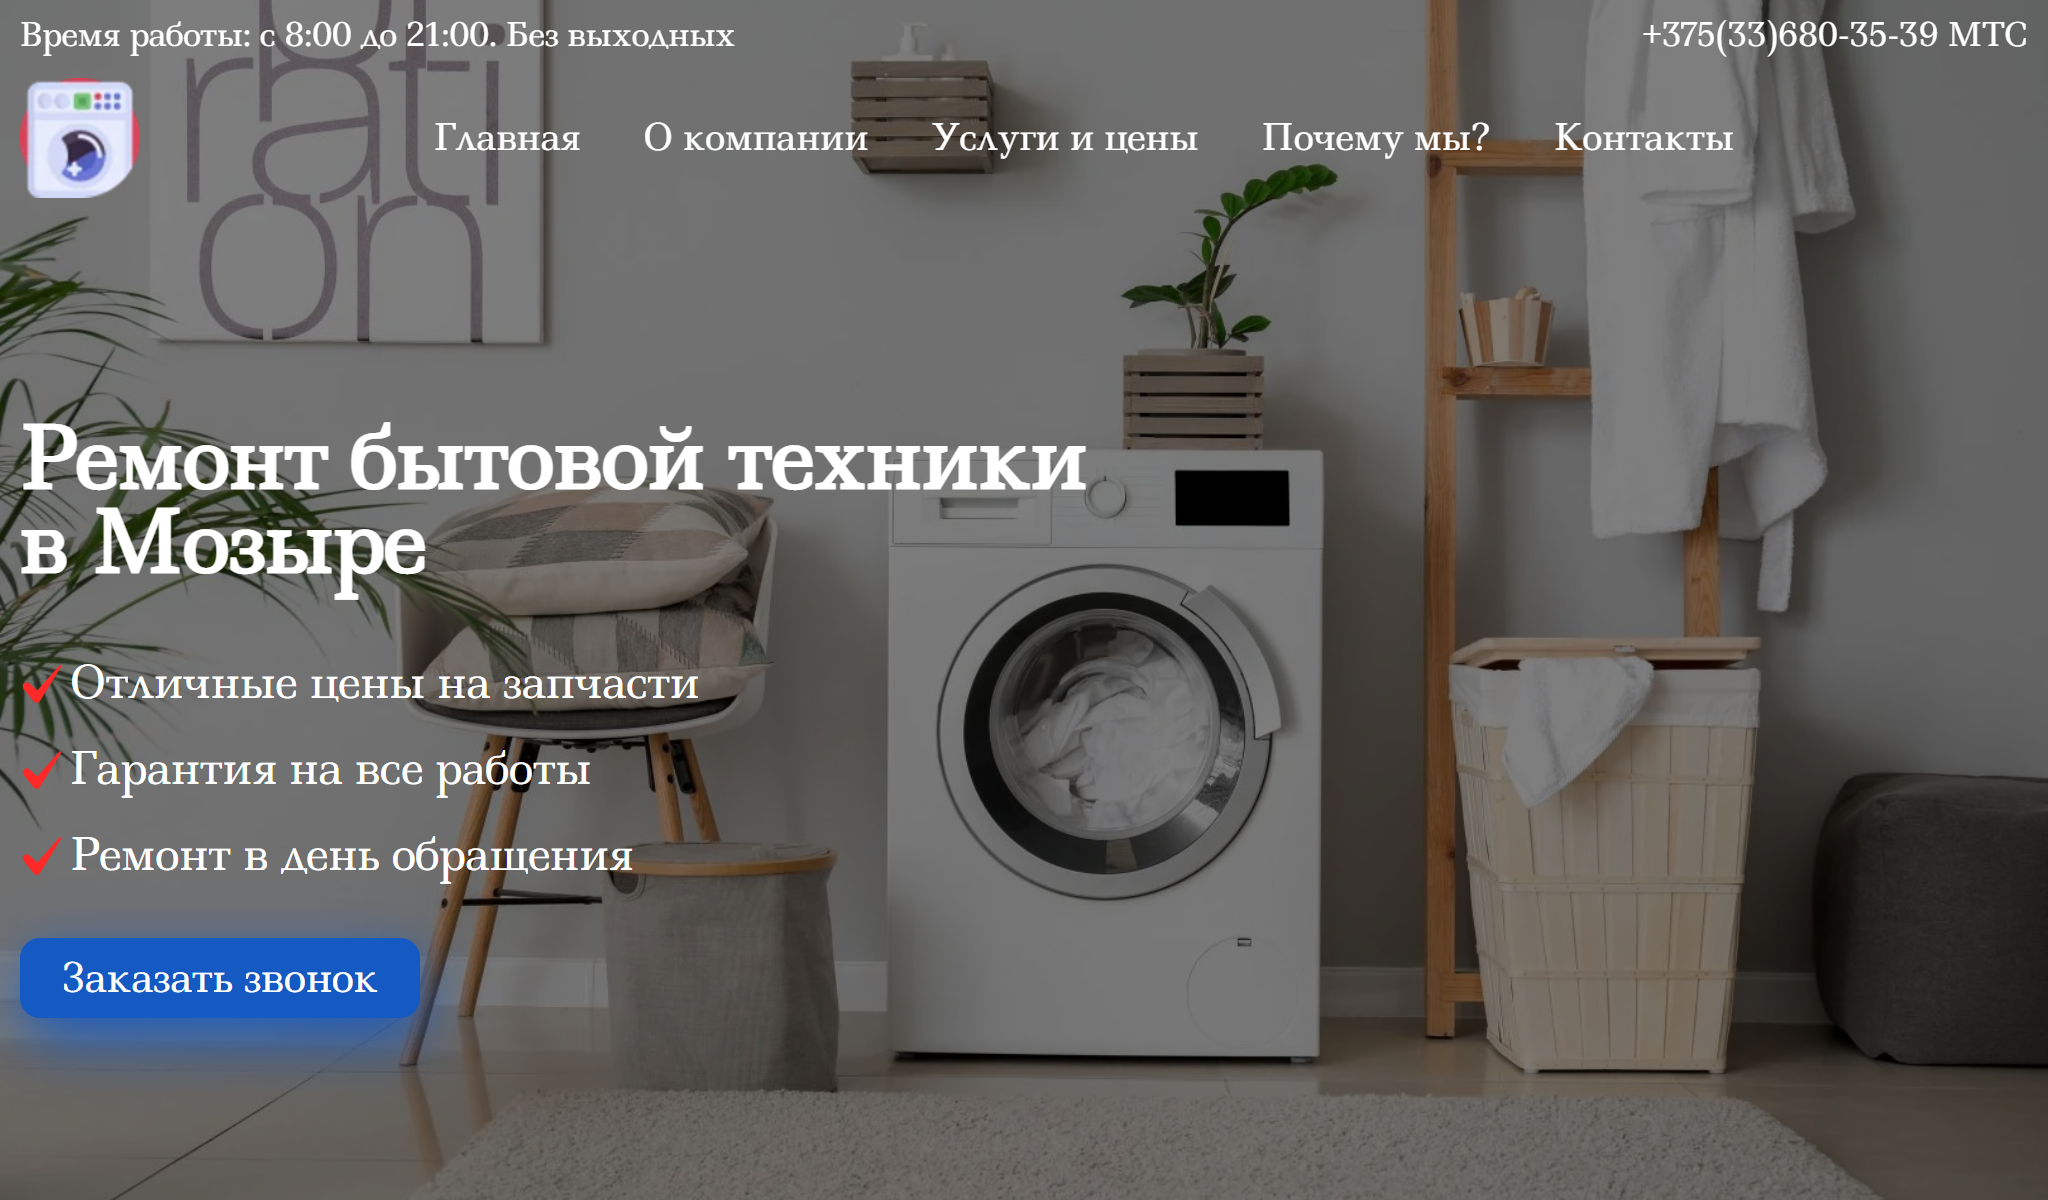 Время работы: с 8:00 до 21:00. Без выходных
+375(33)680-35-39 МТС
rati
on
Главная
О компании
Услуги и цены
Почему мы?
Контакты
Ремонт бытовой техники
в Мозыре
Отличные цены на запчасти
Гарантия на все работы
Ремонт в день обращения
Заказать звонок